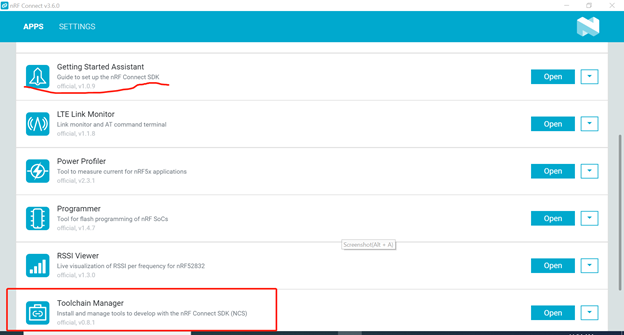 nRF Connect v3.6.0
APPS SETTINGS
Getting Started Assistant
Guide to set up the nRF Connect SDK
official, v1.0.9
Open
LTE Link Monitor
Link monitor and AT command terminal
official, v1.1.8
Open
Power Profiler
Tool to measure current for nRF5x applications
official, v2.3.1
Open
Programmer
Tool for flash programming of nRF SoCs
official, v1.4.7
Open
Screenshot(Alt + A)
RSSI Viewer
Live visualization of RSSI per frequency for nRF52832
official, v1.3.0
Open
Toolchain Manager
Install and manage tools to develop with the nRF Connect SDK (NCS)
official, v0.8.1
Open